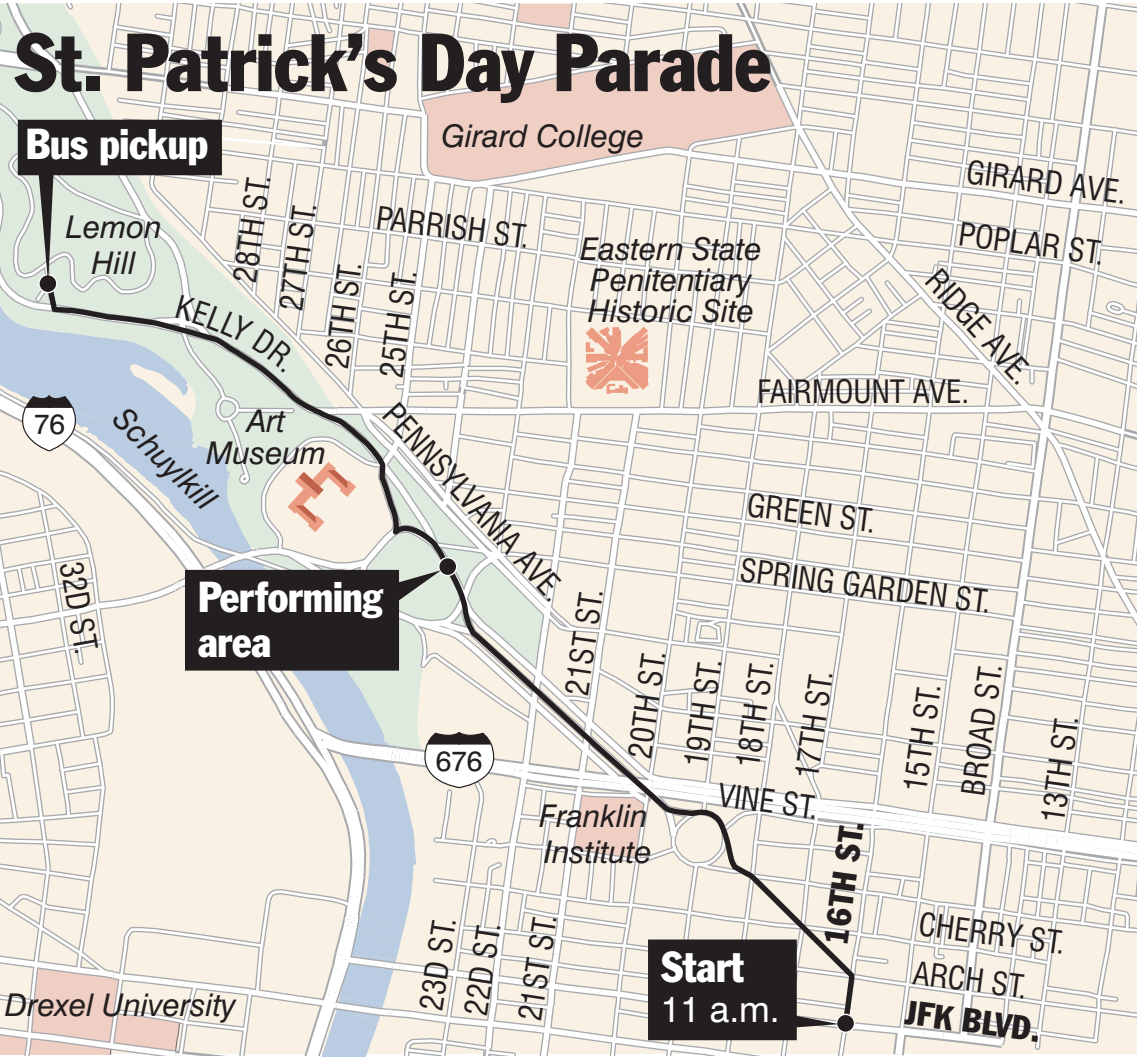 St. Patrick's Day Parade
Bus pickup
Girard College
GIRARD AVE.
Lemon
Hill
28TH ST.
27TH ST.
26TH ST.
25TH ST.
PARRISH ST.
POPLAR ST.
Eastern State
Penitentiary
Historic Site
RIDGE AVE.
KELLY DR.
FAIRMOUNT AVE.
76
Schuylkill
Art
Museum
PENNSYLVANIA AVE.
GREEN ST.
SPRING GARDEN ST.
32D ST.
Performing
area
21ST ST.
20TH ST.
19TH ST.
18TH ST.
17TH ST.
15TH ST.
BROAD ST.
13TH ST.
676
VINE ST.
Franklin
Institute
16TH ST.
23D ST.
22D ST.
21ST ST.
CHERRY ST.
Start
11 a.m.
ARCH ST.
JFK BLVD.
Drexel University